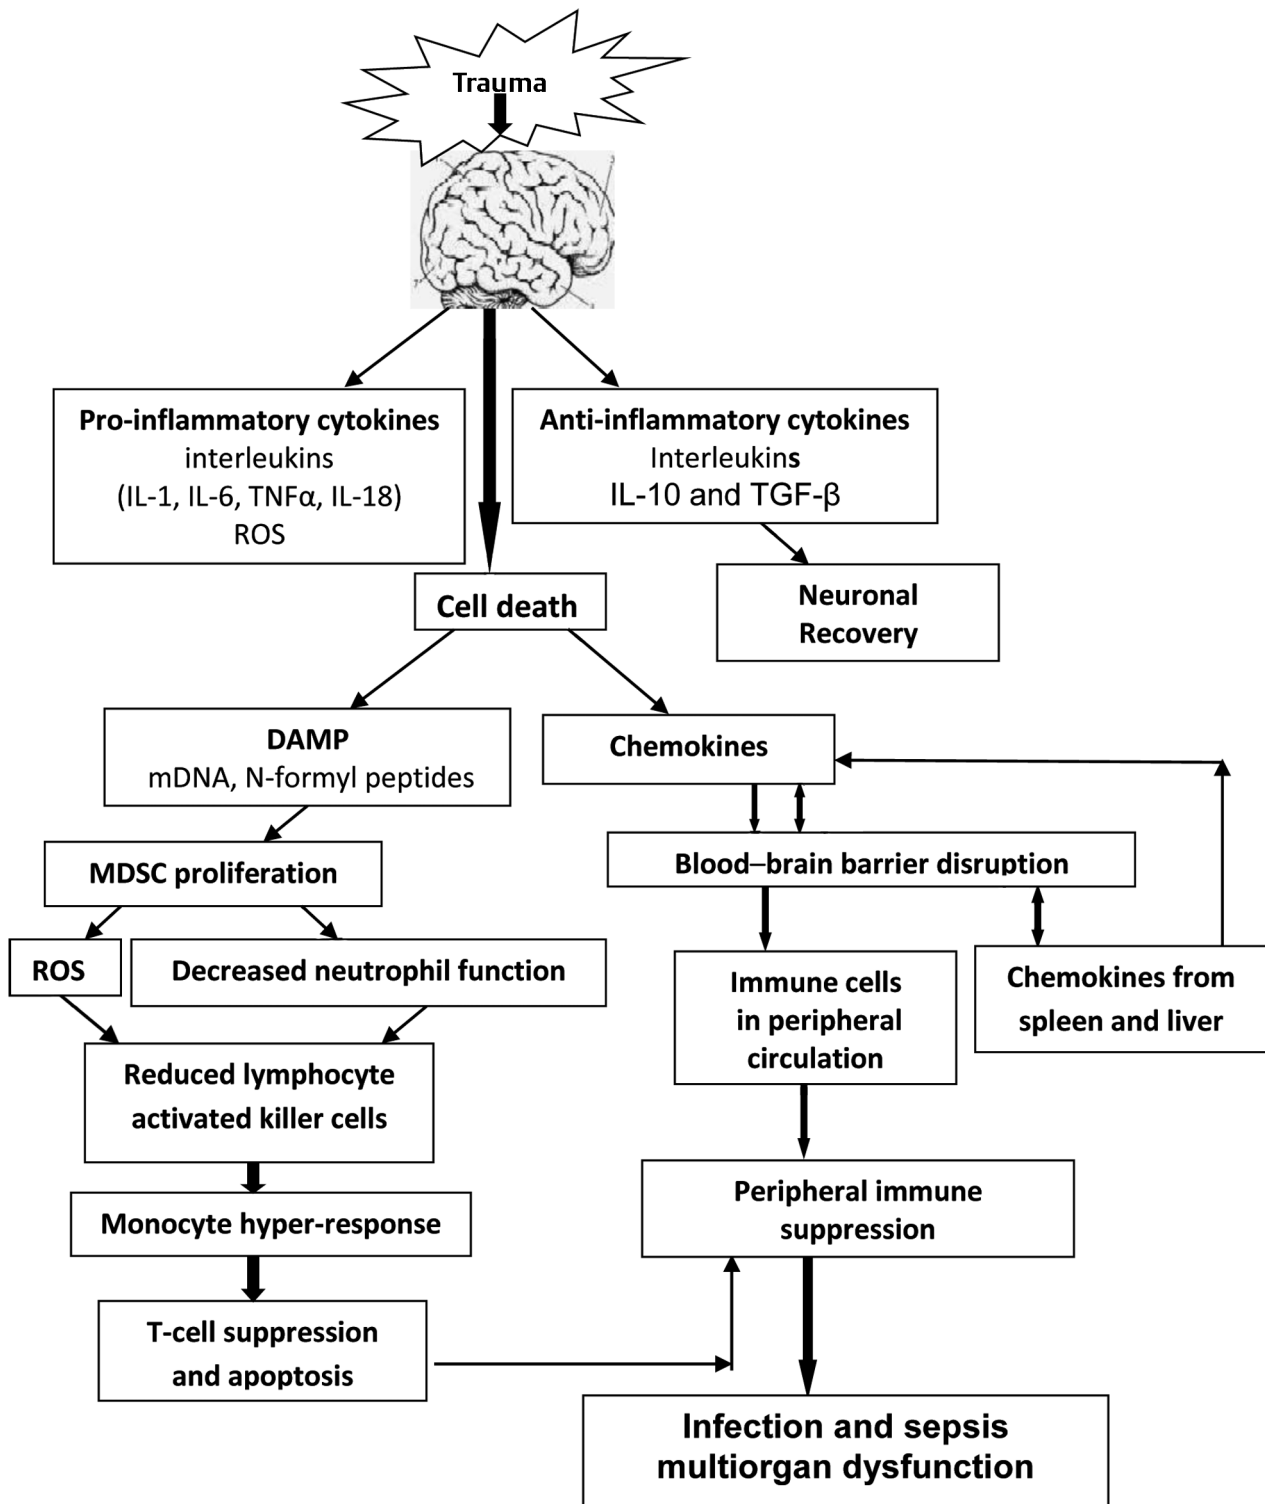 Trauma
Pro-inflammatory cytokines
interleukins
(IL-1, IL-6, TNFα, IL-18)
ROS
Anti-inflammatory cytokines
Interleukins
IL-10 and TGF-β
Neuronal
Recovery
Cell death
DAMP
mDNA, N-formyl peptides
Chemokines
MDSC proliferation
Blood–brain barrier disruption
ROS
Decreased neutrophil function
Immune cells
in peripheral
circulation
Chemokines from
spleen and liver
Reduced lymphocyte
activated killer cells
Monocyte hyper-response
Peripheral immune
suppression
T-cell suppression
and apoptosis
Infection and sepsis
multiorgan dysfunction